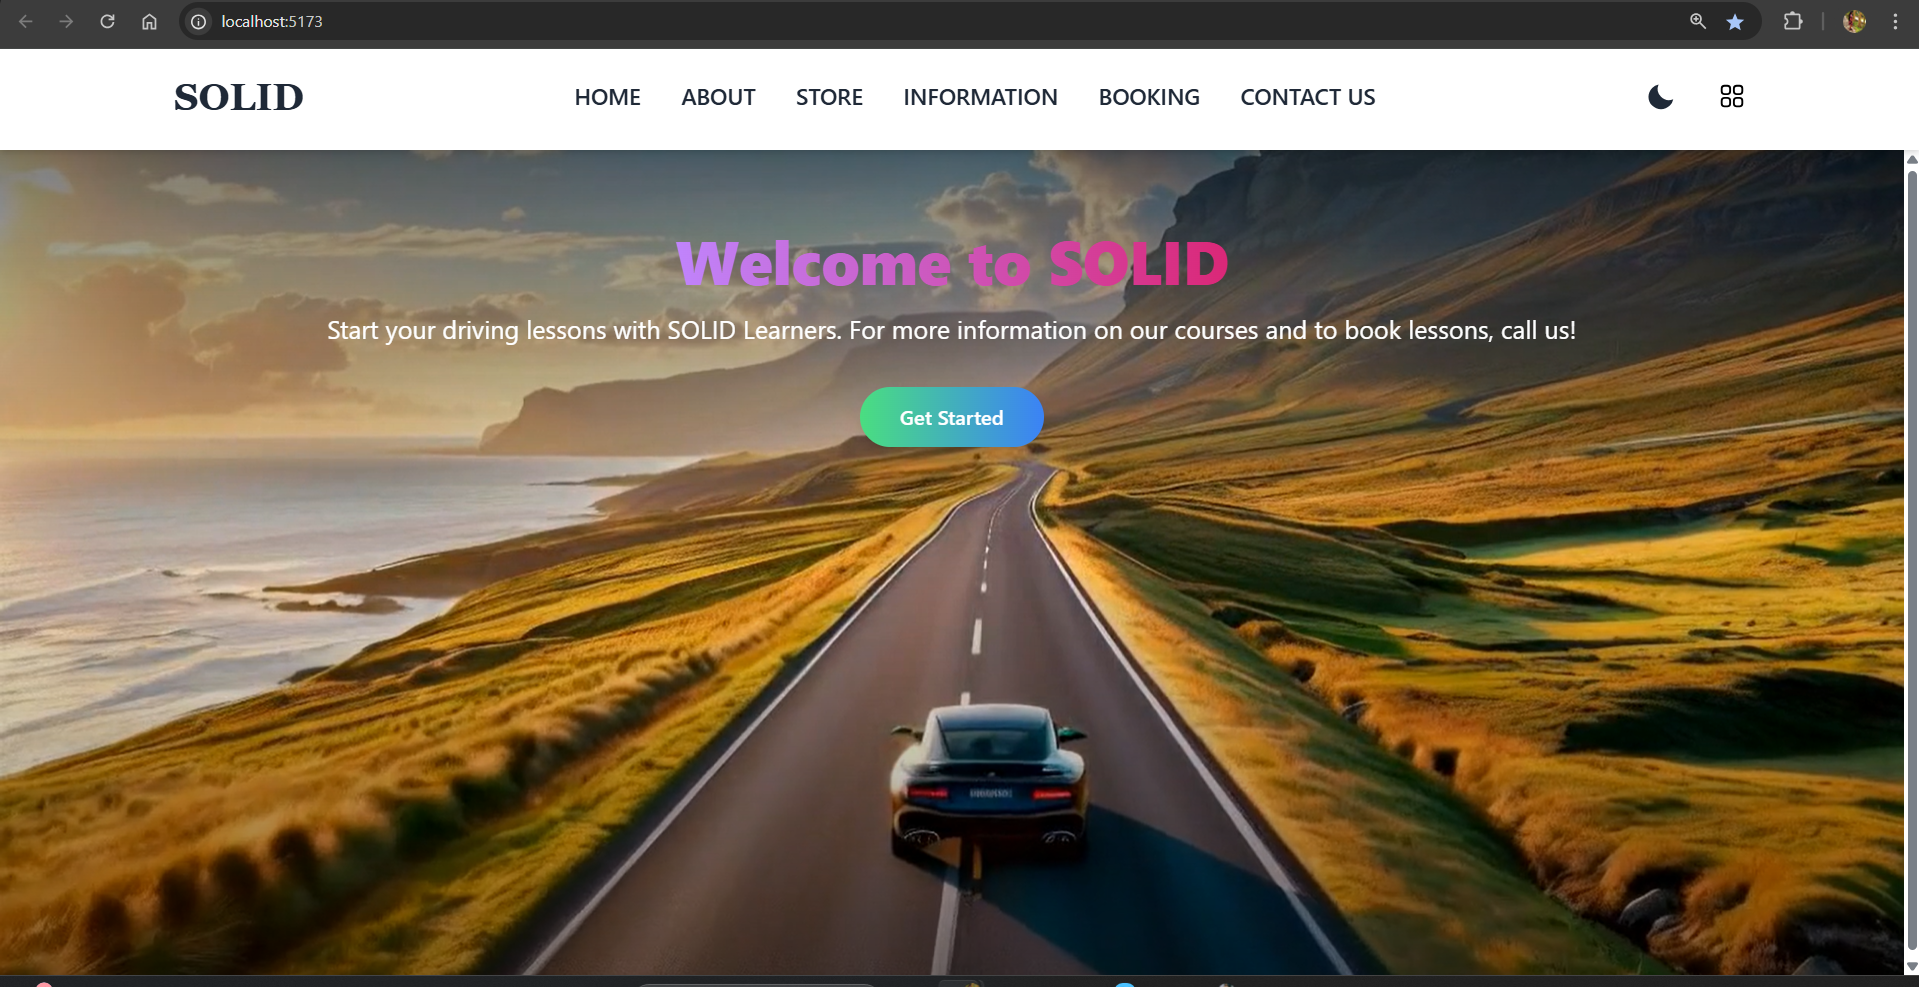 localhost:5173
SOLID
HOME ABOUT STORE INFORMATION BOOKING CONTACT US
Welcome to SOLID
Start your driving lessons with SOLID Learners. For more information on our courses and to book lessons, call us!
Get Started